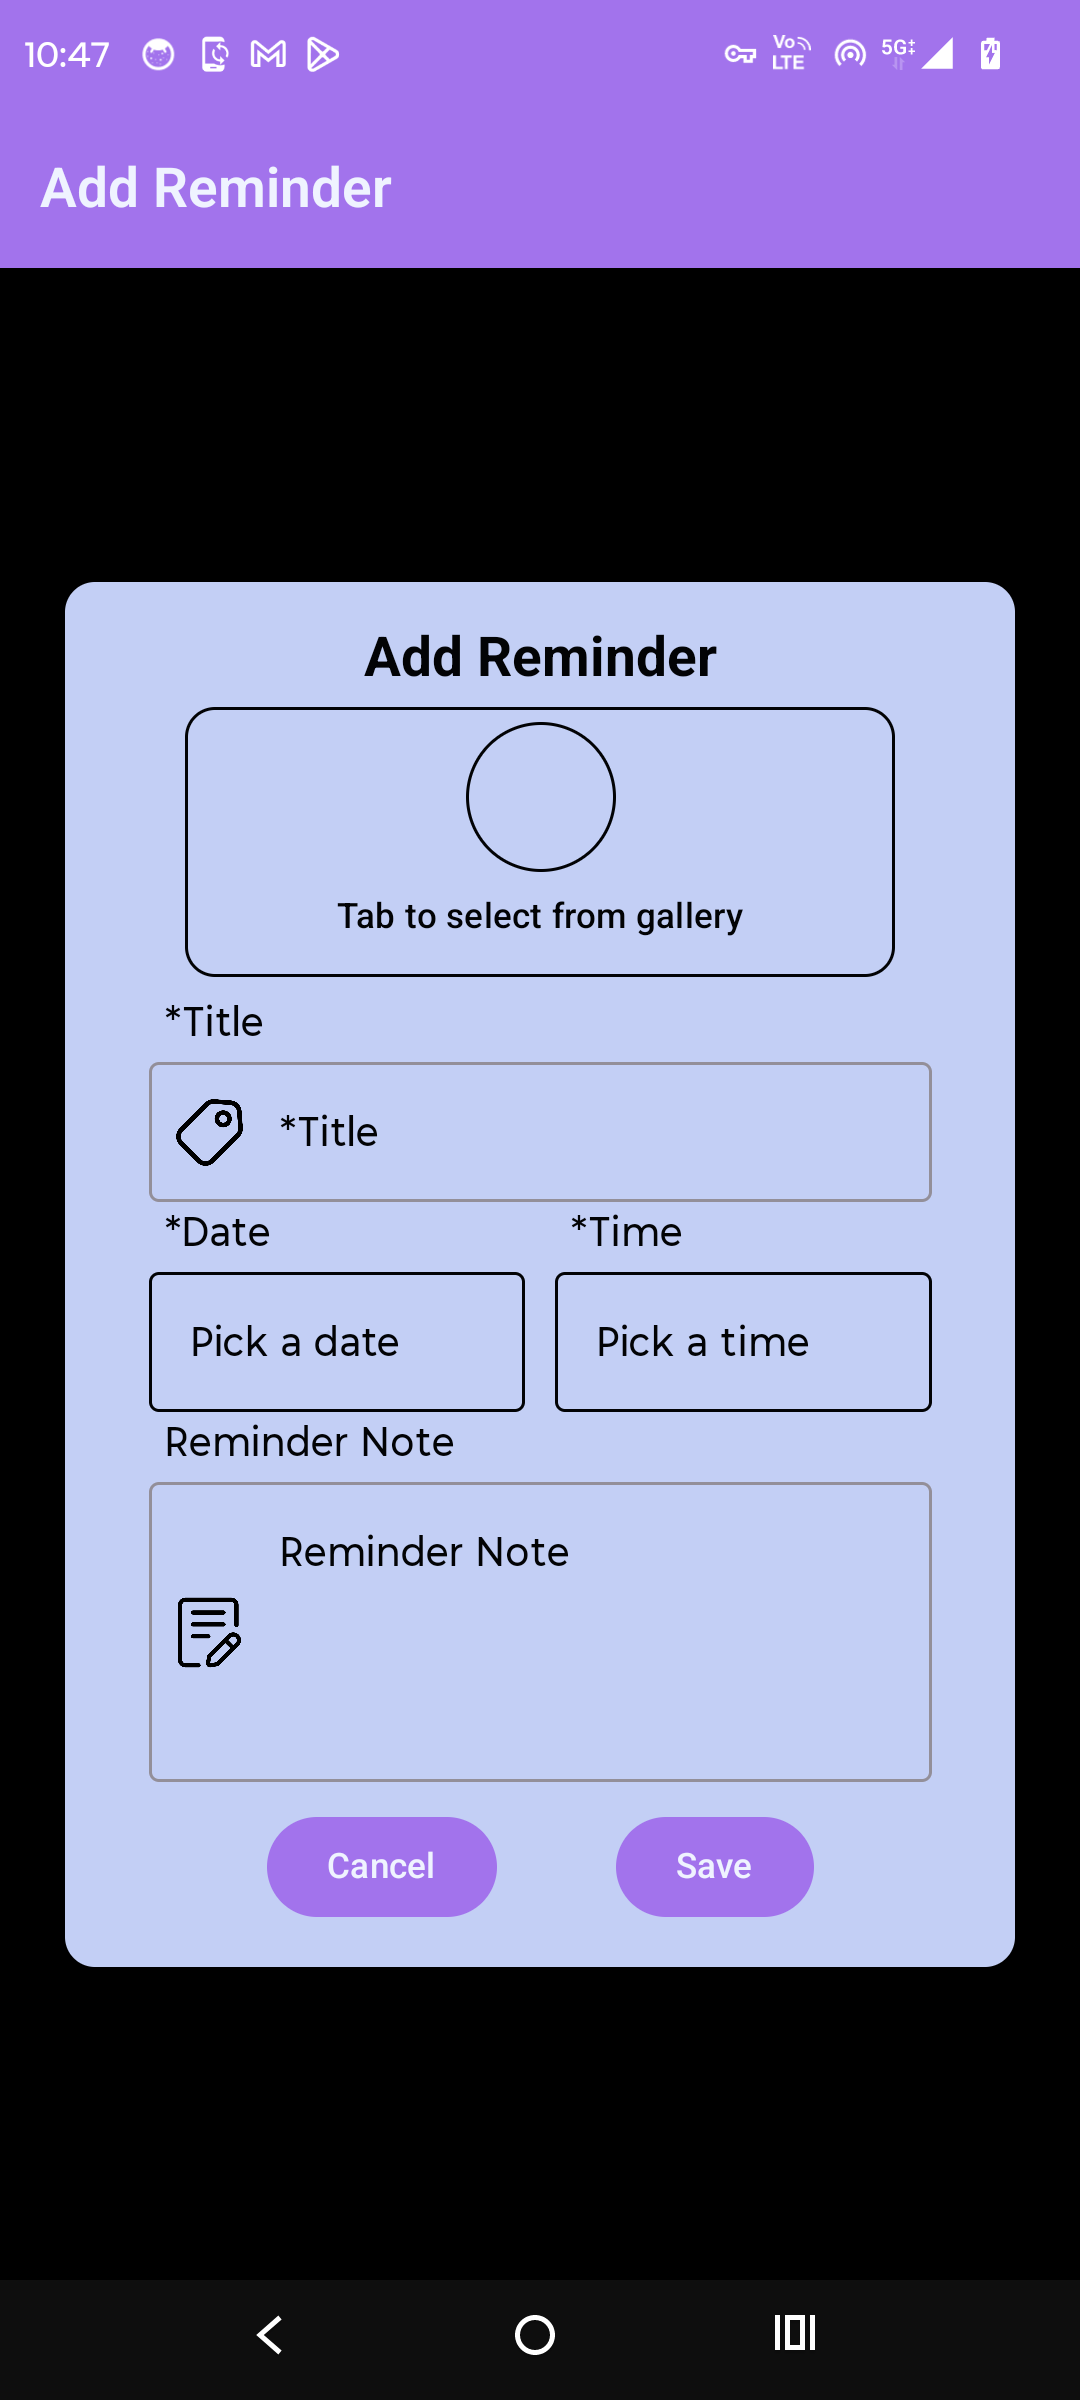 10:47
Vo LTE 5G
Add Reminder
Add Reminder
Tab to select from gallery
*Title
*Title
*Date *Time
Pick a date Pick a time
Reminder Note
Reminder Note
Cancel Save